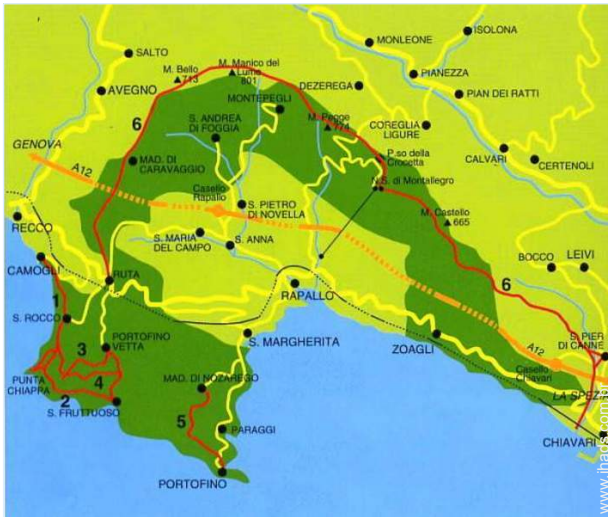 ISOLONA
MONLEONE
SALTO
M. Bello
713
M. Manico del
Lume
801
PIANEZZA
DEZEREGA
AVEGNO
MONTEPEGLI
PIAN DEI RATTI
6
S. ANDREA
DI FOGGIA
M. Pegge
774
COREGLIA
LIGURE
GENOVA
A12
MAD. DI
CARAVAGGIO
P.so della
Crocetta
CALVARI
CERTENOLI
Casello
Rapallo
N.S. di Montallegro
S. PIETRO
DI NOVELLA
M. Castello
665
RECCO
S. MARIA
DEL CAMPO
S. ANNA
BOCCO
LEIVI
CAMOGLI
RUTA
RAPALLO
6
1
S. ROCCO
PORTOFINO
VETTA
S. MARGHERITA
ZOAGLI
A12
S. PIER
DI CANNE
3
4
PUNTA
CHIAPPA
2
S. FRUTTUOSO
MAD. DI NOZAREGO
5
Casello
Chiavari
LA SPEZ
PARAGGI
CHIAVARI
PORTOFINO